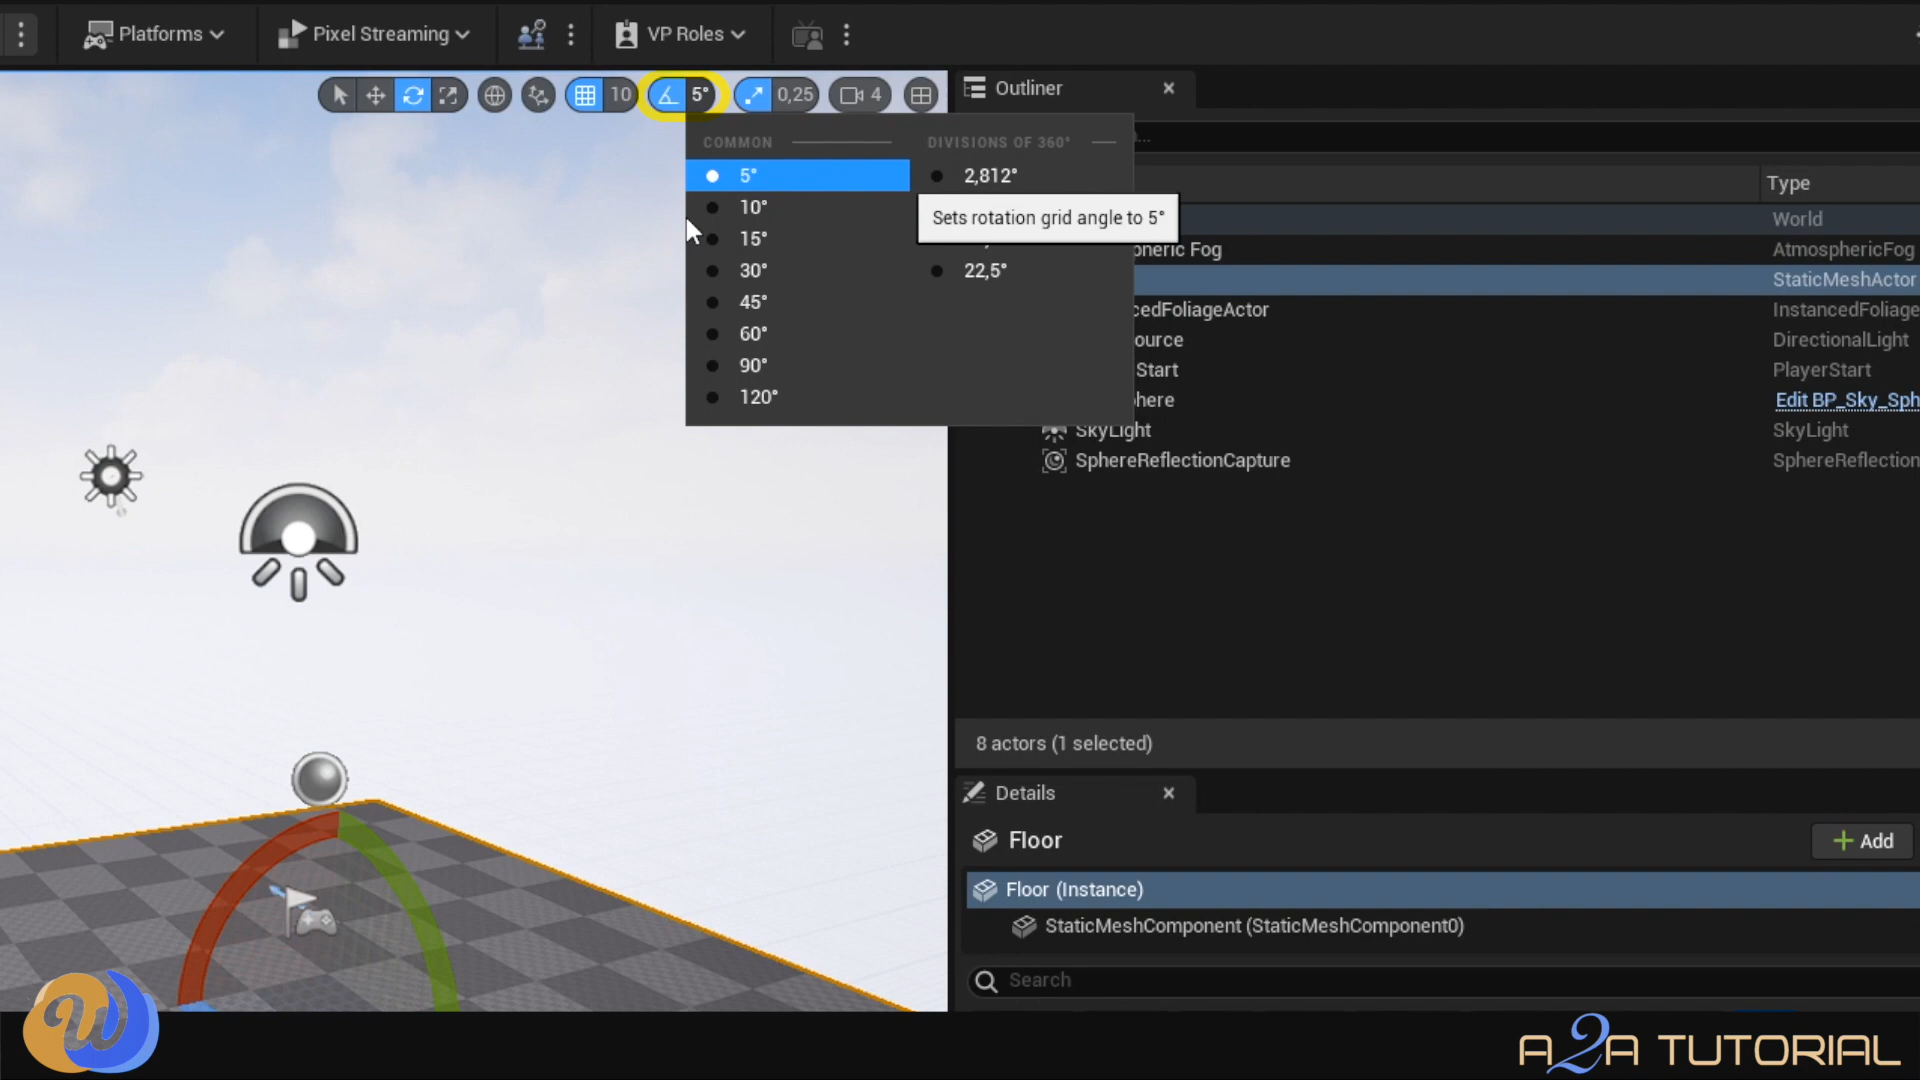 Platforms
Pixel Streaming
VP Roles
10
5°
0,25
4
Outliner
COMMON
DIVISIONS OF 360°
5°
2,812°
10°
Sets rotation grid angle to 5°
15°
30°
22,5°
45°
60°
90°
120°
Type
World
Fog
AtmosphericFog
StaticMeshActor
cedFoliageActor
InstancedFoliage
ource
DirectionalLight
Start
PlayerStart
here
Edit BP_Sky_Sph
SkyLight
SkyLight
SphereReflectionCapture
SphereReflection
8 actors (1 selected)
Details
Floor
Add
Floor (Instance)
StaticMeshComponent (StaticMeshComponent0)
Search
A2A TUTORIAL